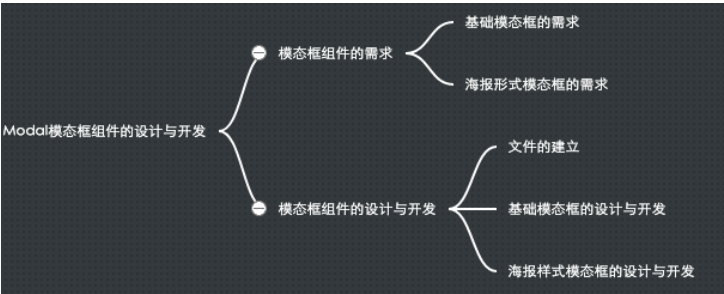 Modal模态框组件的设计与开发
模态框组件的需求
基础模态框的需求
海报形式模态框的需求
模态框组件的设计与开发
文件的建立
基础模态框的设计与开发
海报样式模态框的设计与开发